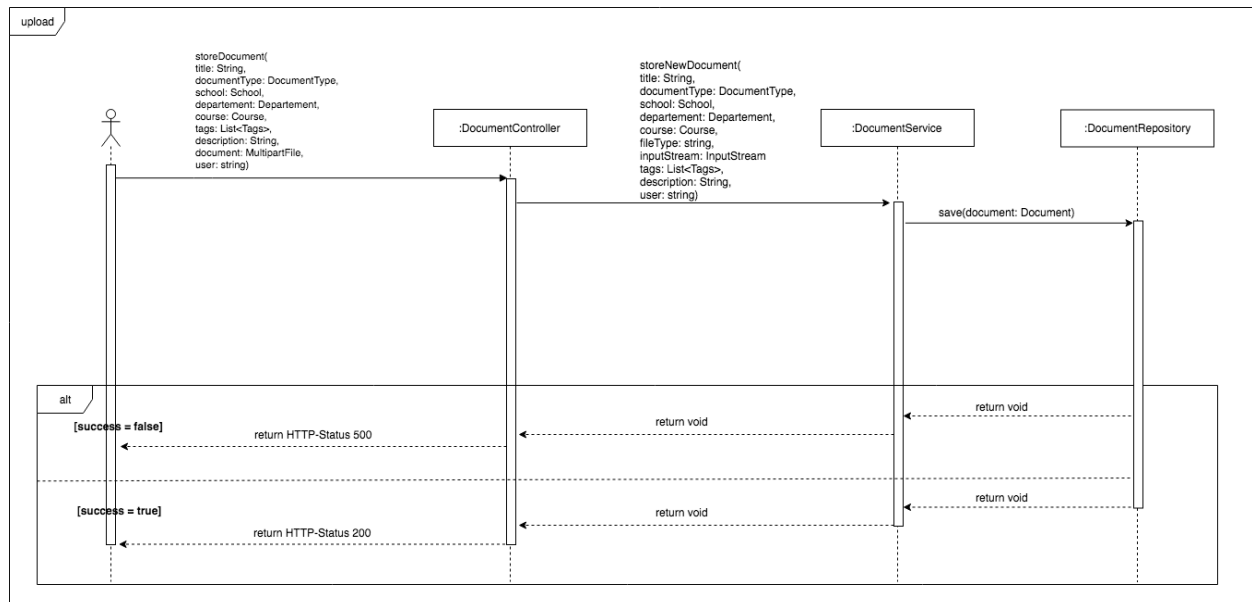 upload
storeDocument(
title: String,
documentType: DocumentType,
school: School,
departement: Departement,
course: Course,
tags: List<Tags>,
description: String,
document: MultipartFile,
user: string)
:DocumentController
storeNewDocument(
title: String,
documentType: DocumentType,
school: School,
departement: Departement,
course: Course,
fileType: string,
inputStream: InputStream
tags: List<Tags>,
description: String,
user: string)
:DocumentService
:DocumentRepository
save(document: Document)
alt
[success = false]
return void
return void
return HTTP-Status 500
[success = true]
return void
return void
return HTTP-Status 200